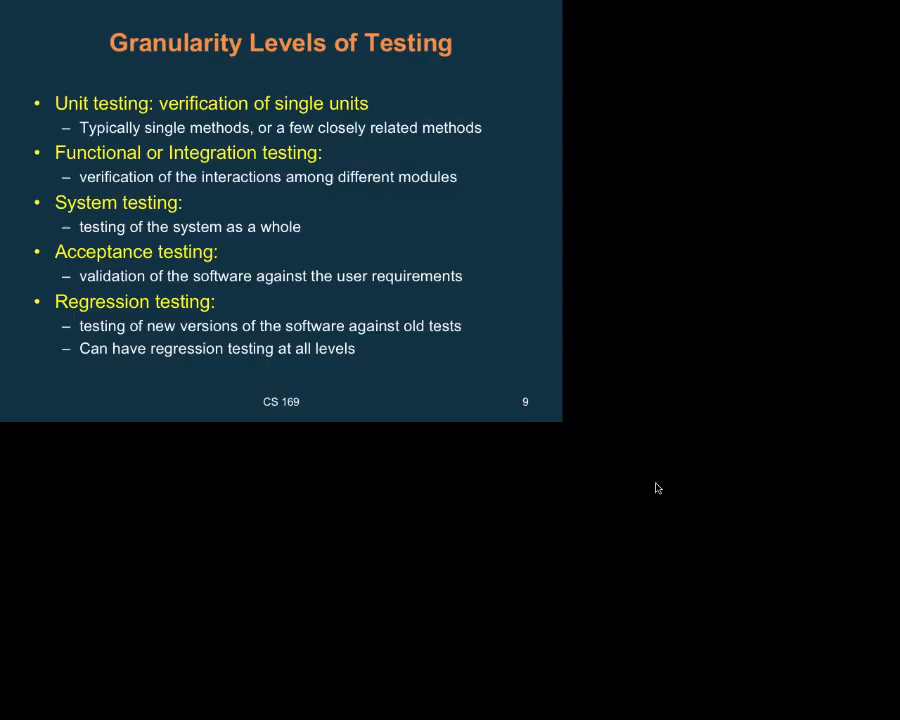 Granularity Levels of Testing
• Unit testing: verification of single units
– Typically single methods, or a few closely related methods
• Functional or Integration testing:
– verification of the interactions among different modules
• System testing:
– testing of the system as a whole
• Acceptance testing:
– validation of the software against the user requirements
• Regression testing:
– testing of new versions of the software against old tests
– Can have regression testing at all levels
CS 169
9